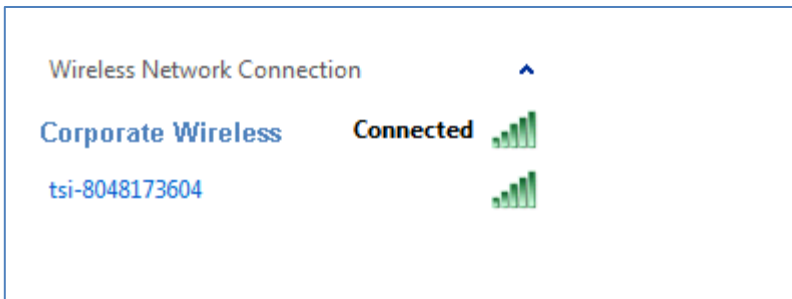 Wireless Network Connection
Corporate Wireless Connected
tsi-8048173604